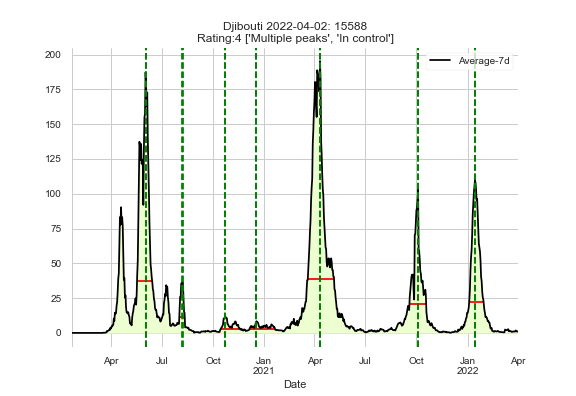 Djibouti 2022-04-02: 15588
Rating:4 ['Multiple peaks', 'In control']
Average-7d
200
175
150
125
100
75
50
25
0
Apr Jul Oct Jan Apr Jul Oct Jan Apr
2021 2022
Date